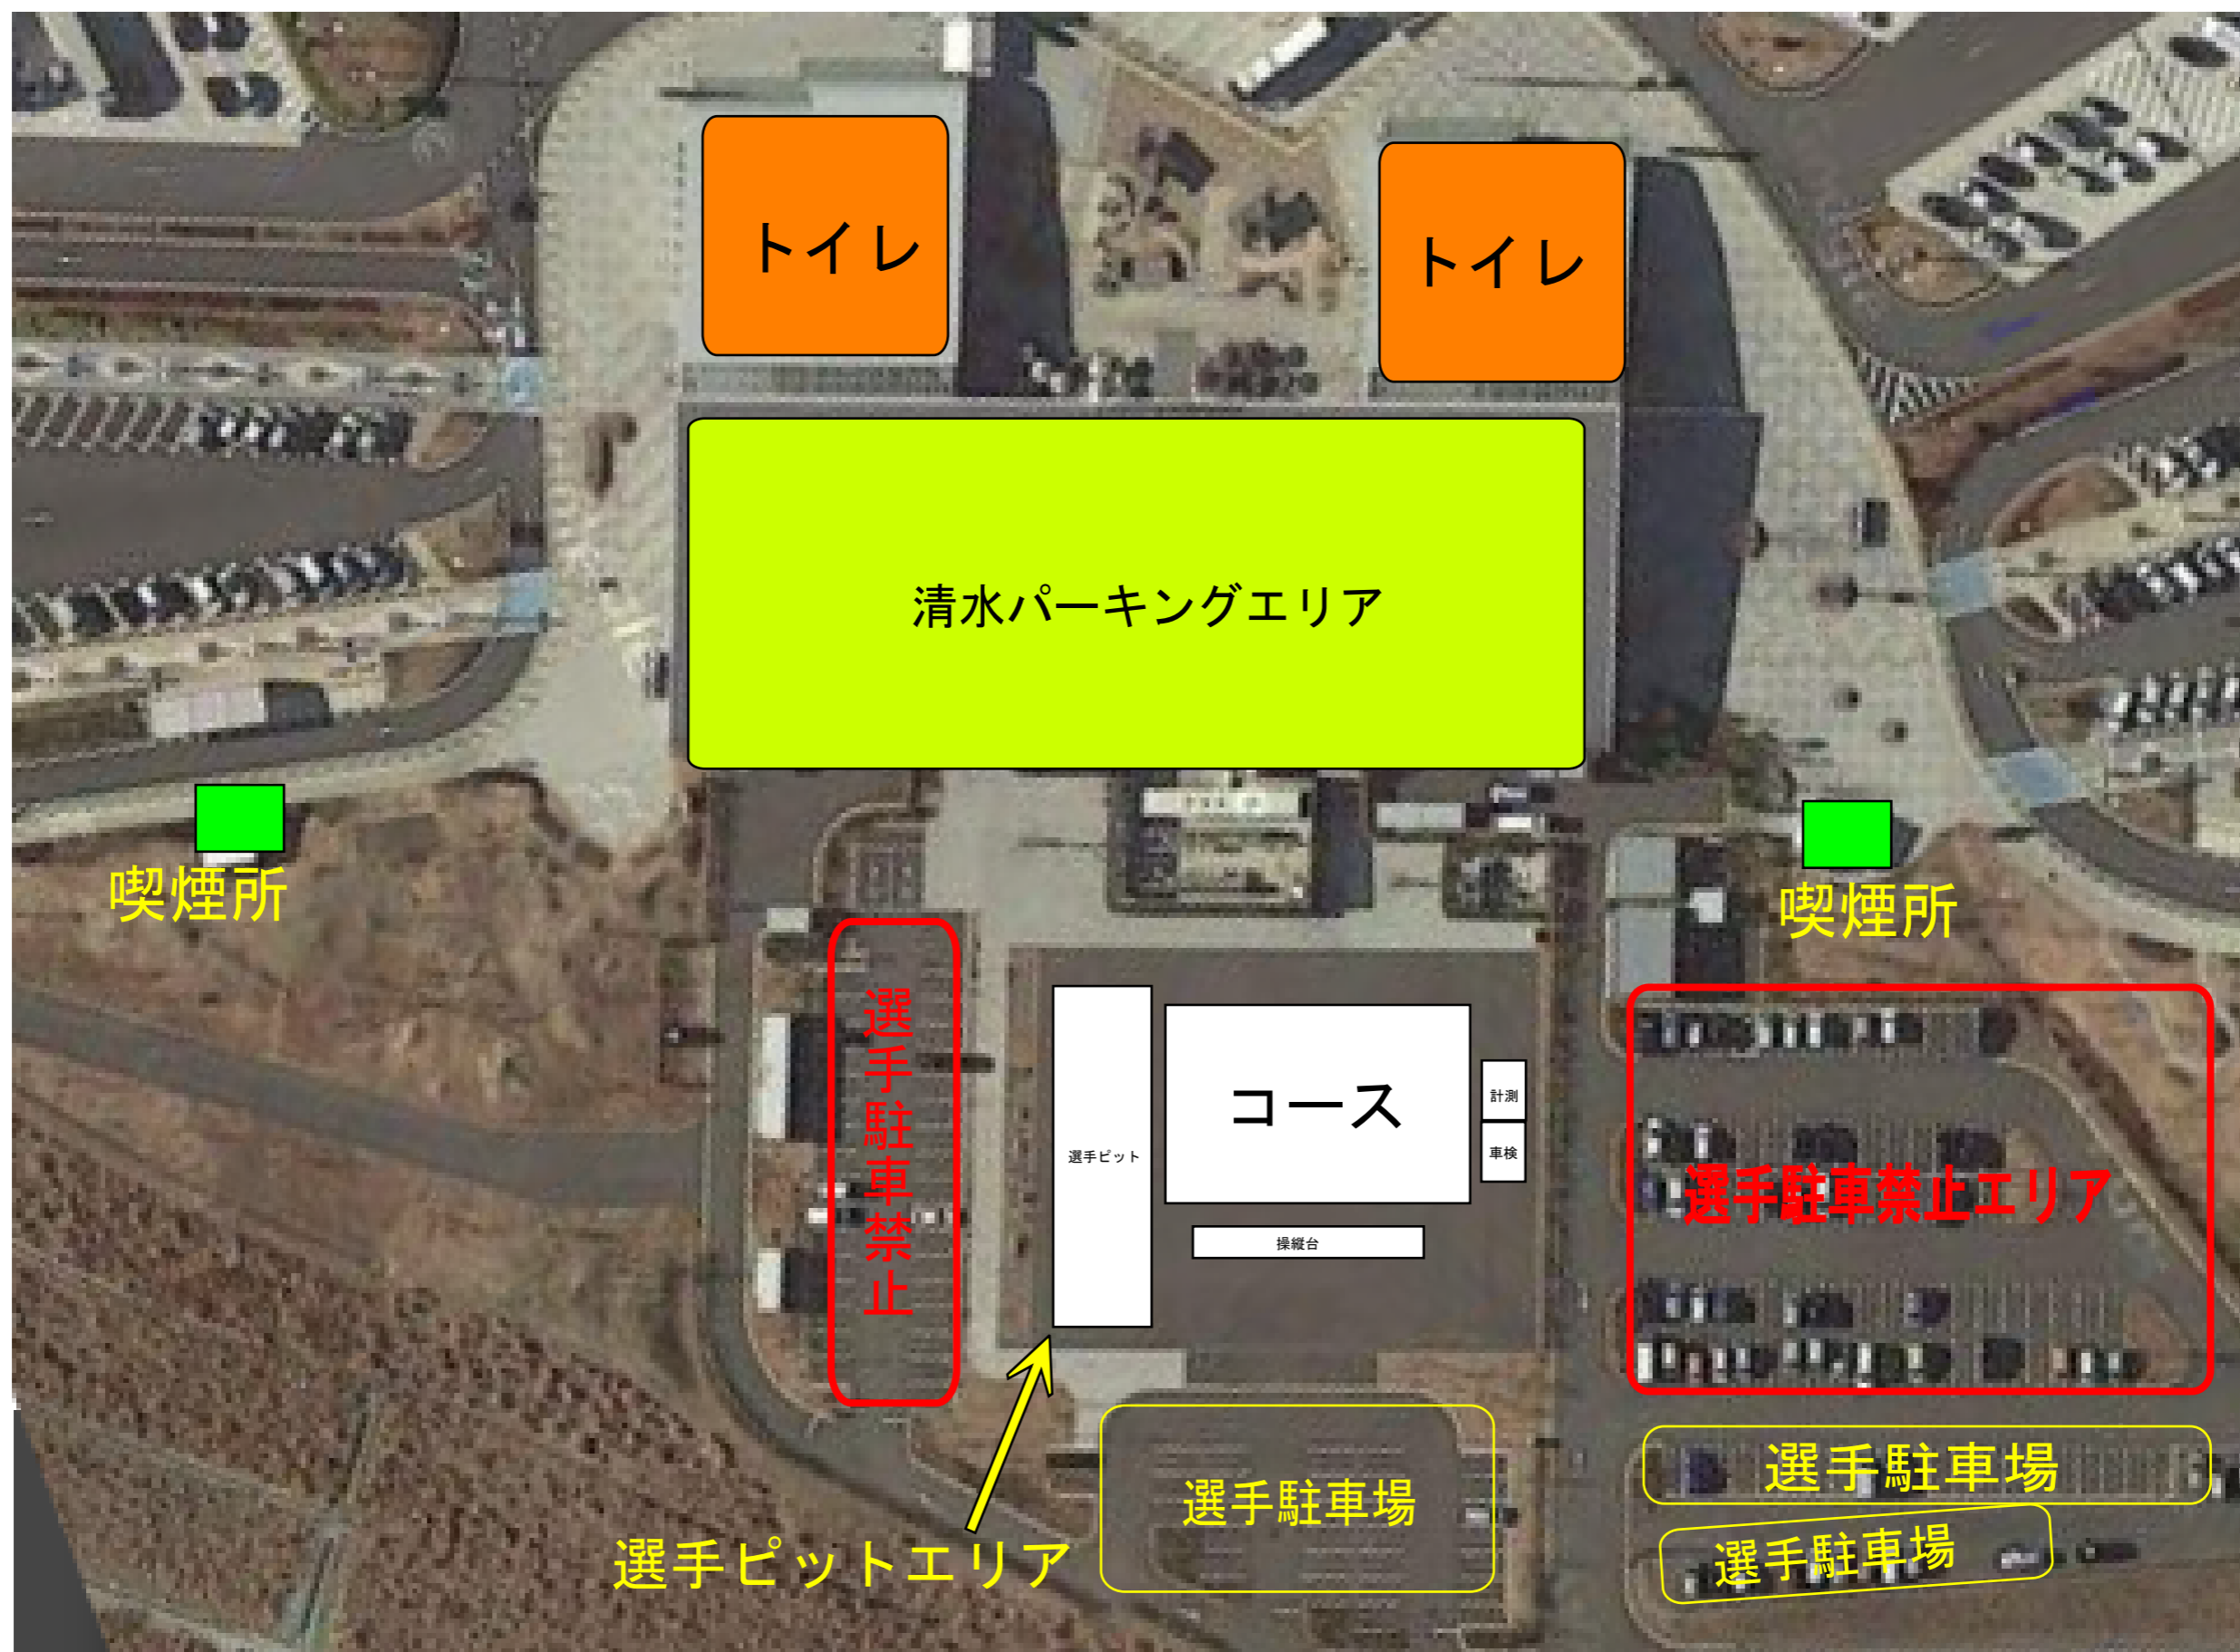 トイレ
トイレ
清水パーキングエリア
喫煙所
喫煙所
選手駐車禁止
選手ピット
コース
計測
車検
操縦台
選手駐車禁止エリア
選手駐車場
選手駐車場
選手駐車場
選手ピットエリア